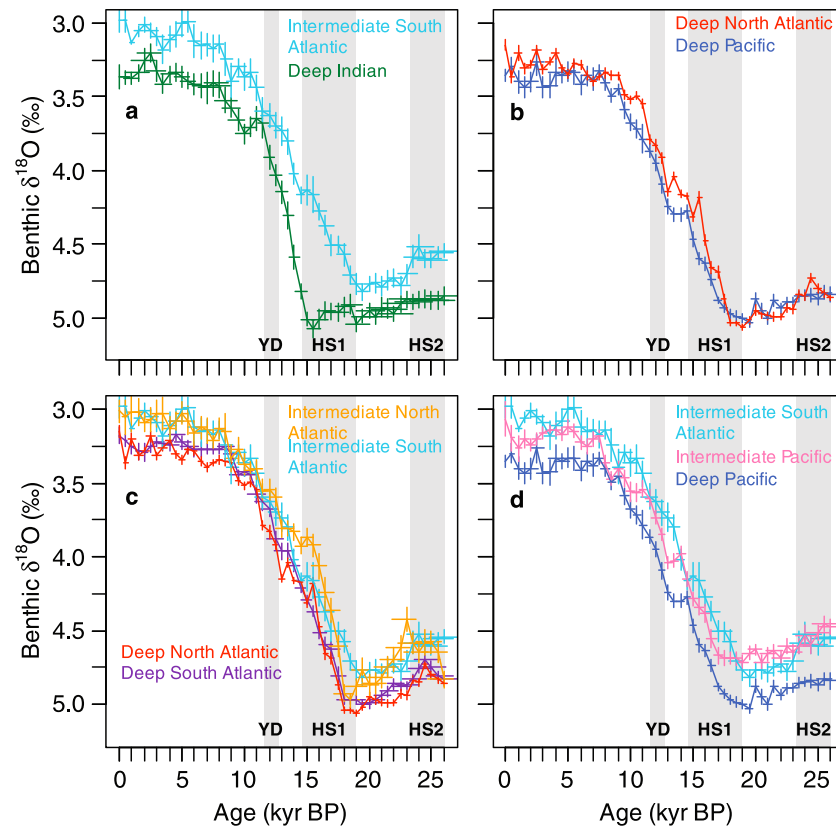 3.0
3.5
4.0
4.5
5.0
Benthic δ¹⁸O (‰)
Intermediate South
Atlantic
Deep Indian
a
YD
HS1
HS2
Deep North Atlantic
Deep Pacific
b
YD
HS1
HS2
3.0
3.5
4.0
4.5
5.0
Benthic δ¹⁸O (‰)
Intermediate North
Atlantic
Intermediate South
Atlantic
c
Deep North Atlantic
Deep South Atlantic
YD
HS1
HS2
0 5 10 15 20 25
Age (kyr BP)
Intermediate South
Atlantic
Intermediate Pacific
Deep Pacific
d
YD
HS1
HS2
0 5 10 15 20 25
Age (kyr BP)